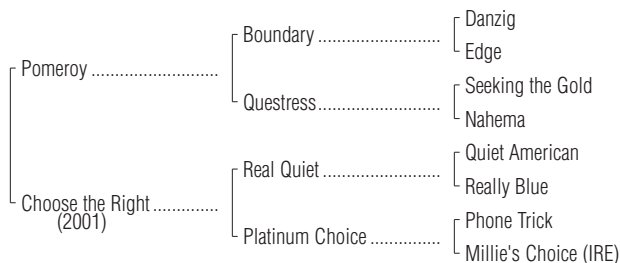 Danzig
Boundary ........................
Edge
Pomeroy .........................
Seeking the Gold
Questress........................
Nahema
Quiet American
Real Quiet .......................
Really Blue
Choose the Right .............
(2001)
Phone Trick
Platinum Choice ..............
Millie's Choice (IRE)